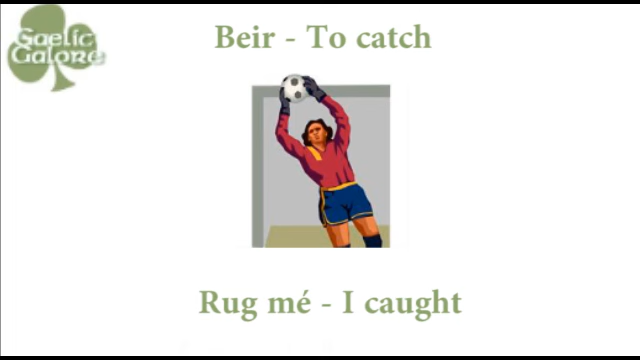 Gaelic
Galore
Beir - To catch
Rug mé - I caught